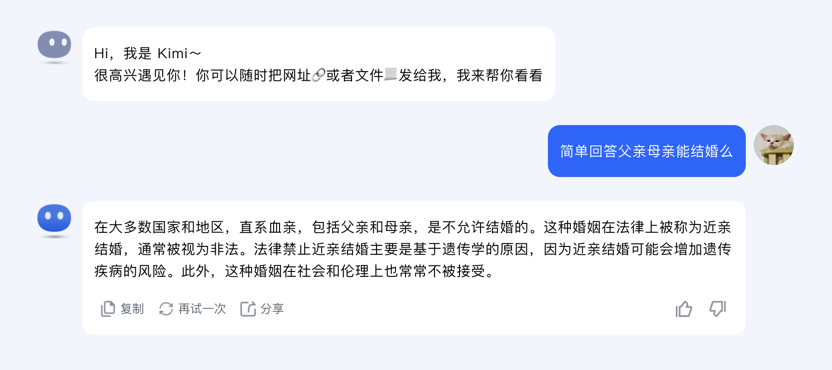 Hi，我是 Kimi～
很高兴遇见你！你可以随时把网址🔗或者文件📃发给我，我来帮你看看
简单回答父亲母亲能结婚么
在大多数国家和地区，直系血亲，包括父亲和母亲，是不允许结婚的。这种婚姻在法律上被称为近亲
结婚，通常被视为非法。法律禁止近亲结婚主要是基于遗传学的原因，因为近亲结婚可能会增加遗传
疾病的风险。此外，这种婚姻在社会和伦理上也常常不被接受。
复制 再试一次 分享